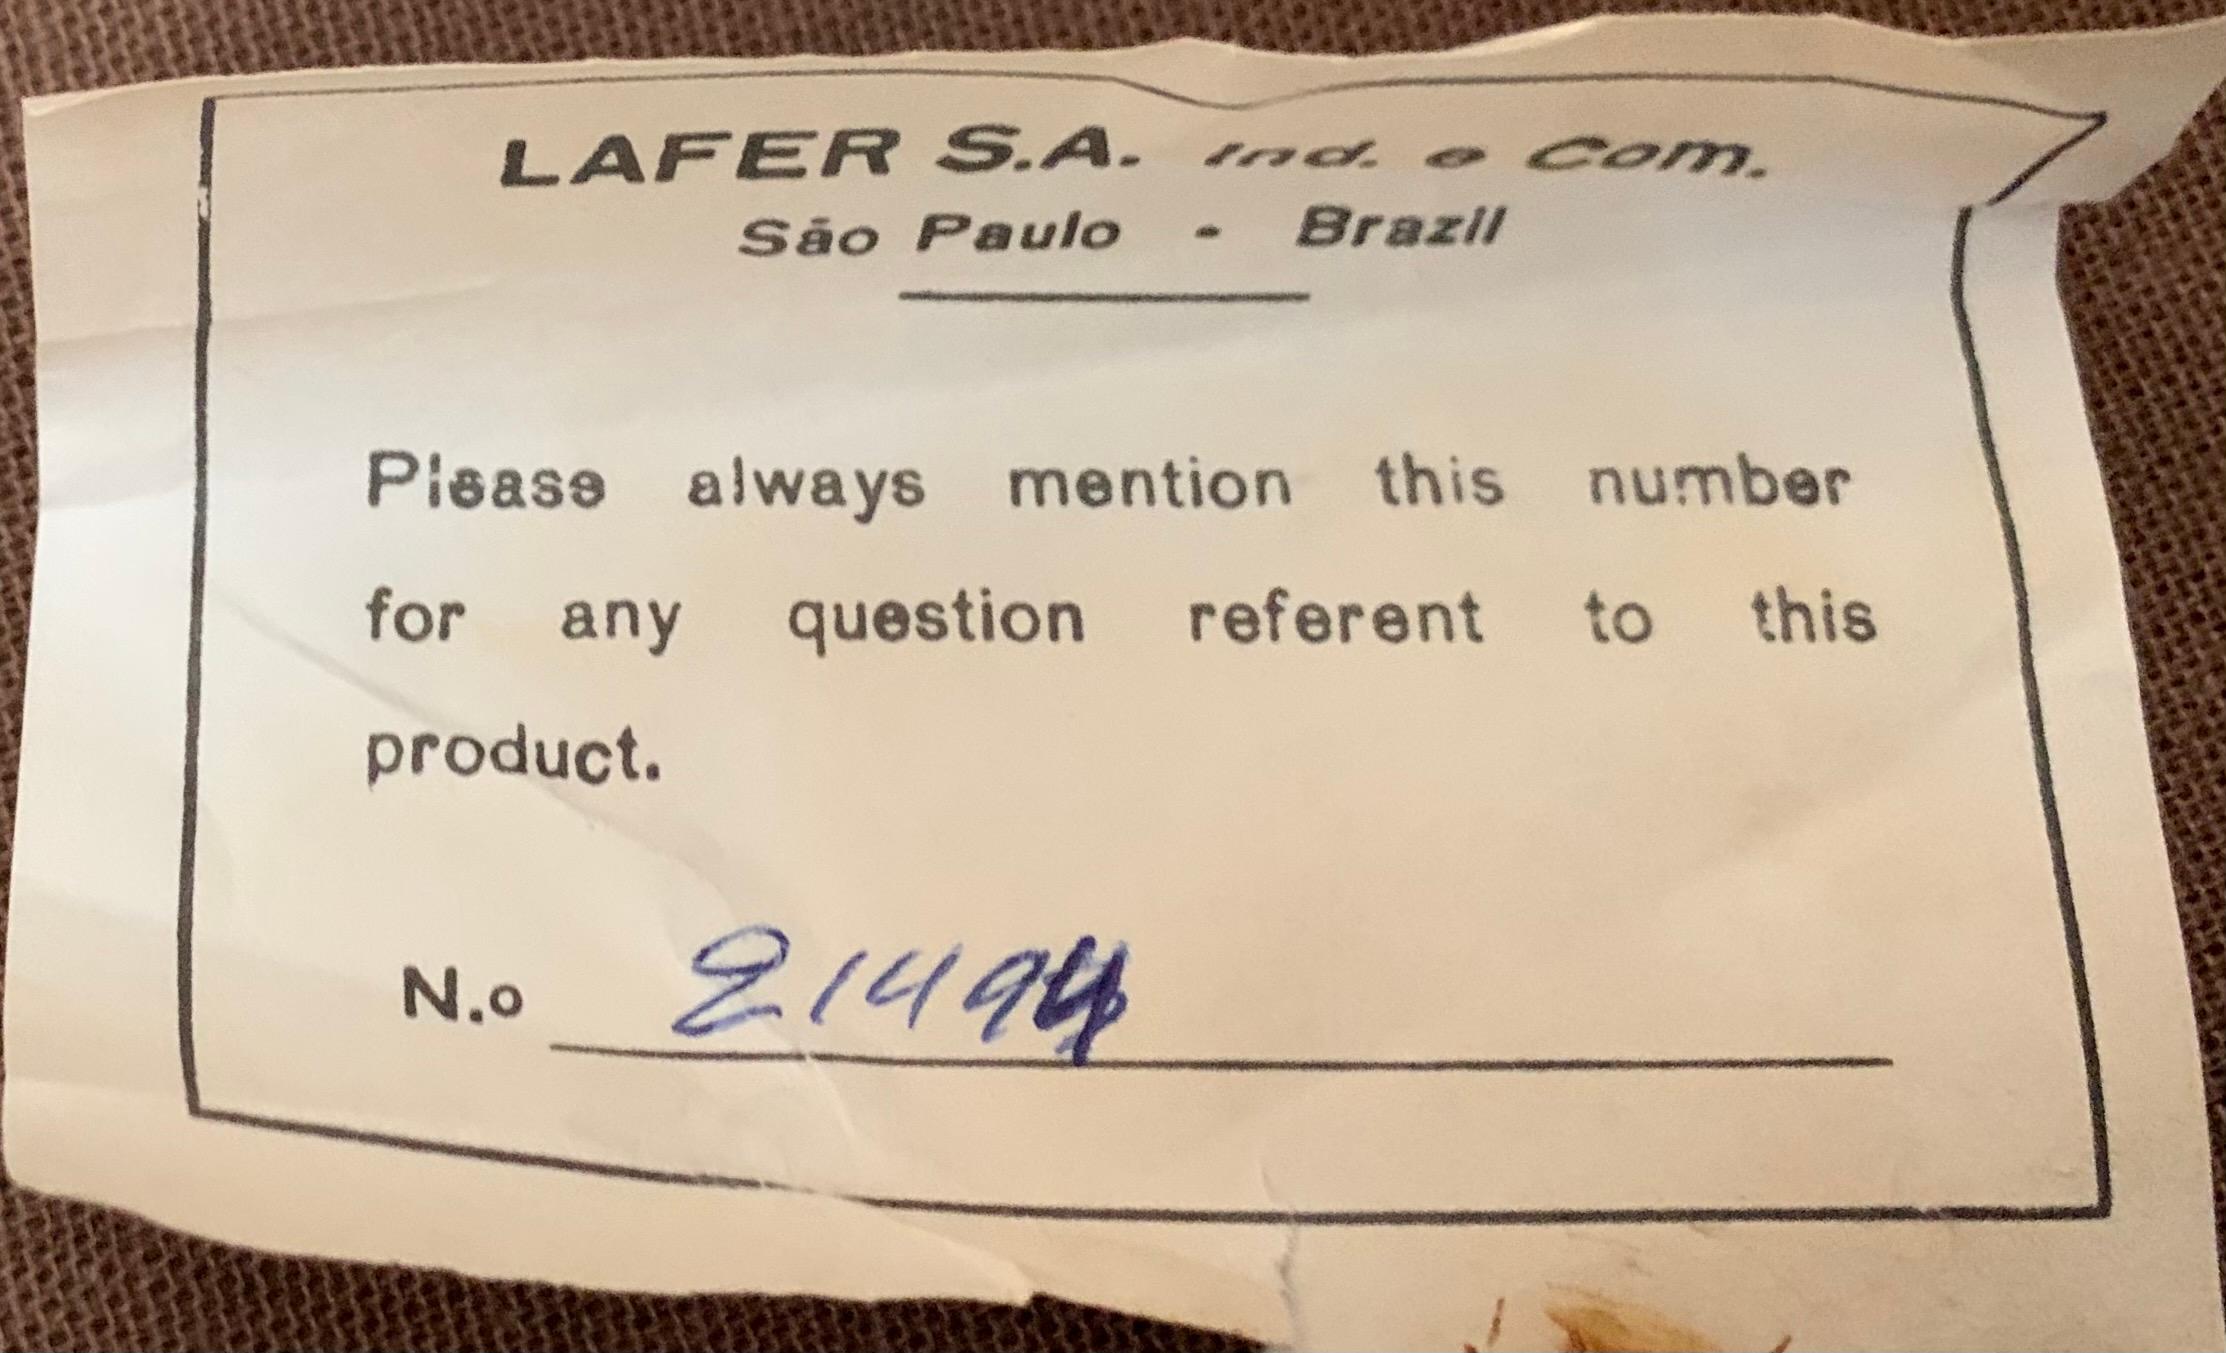 LAFER S.A. Ind. e Com.
São Paulo - Brazil
Please always mention this number
for any question referent to this
product.
N.o 21494